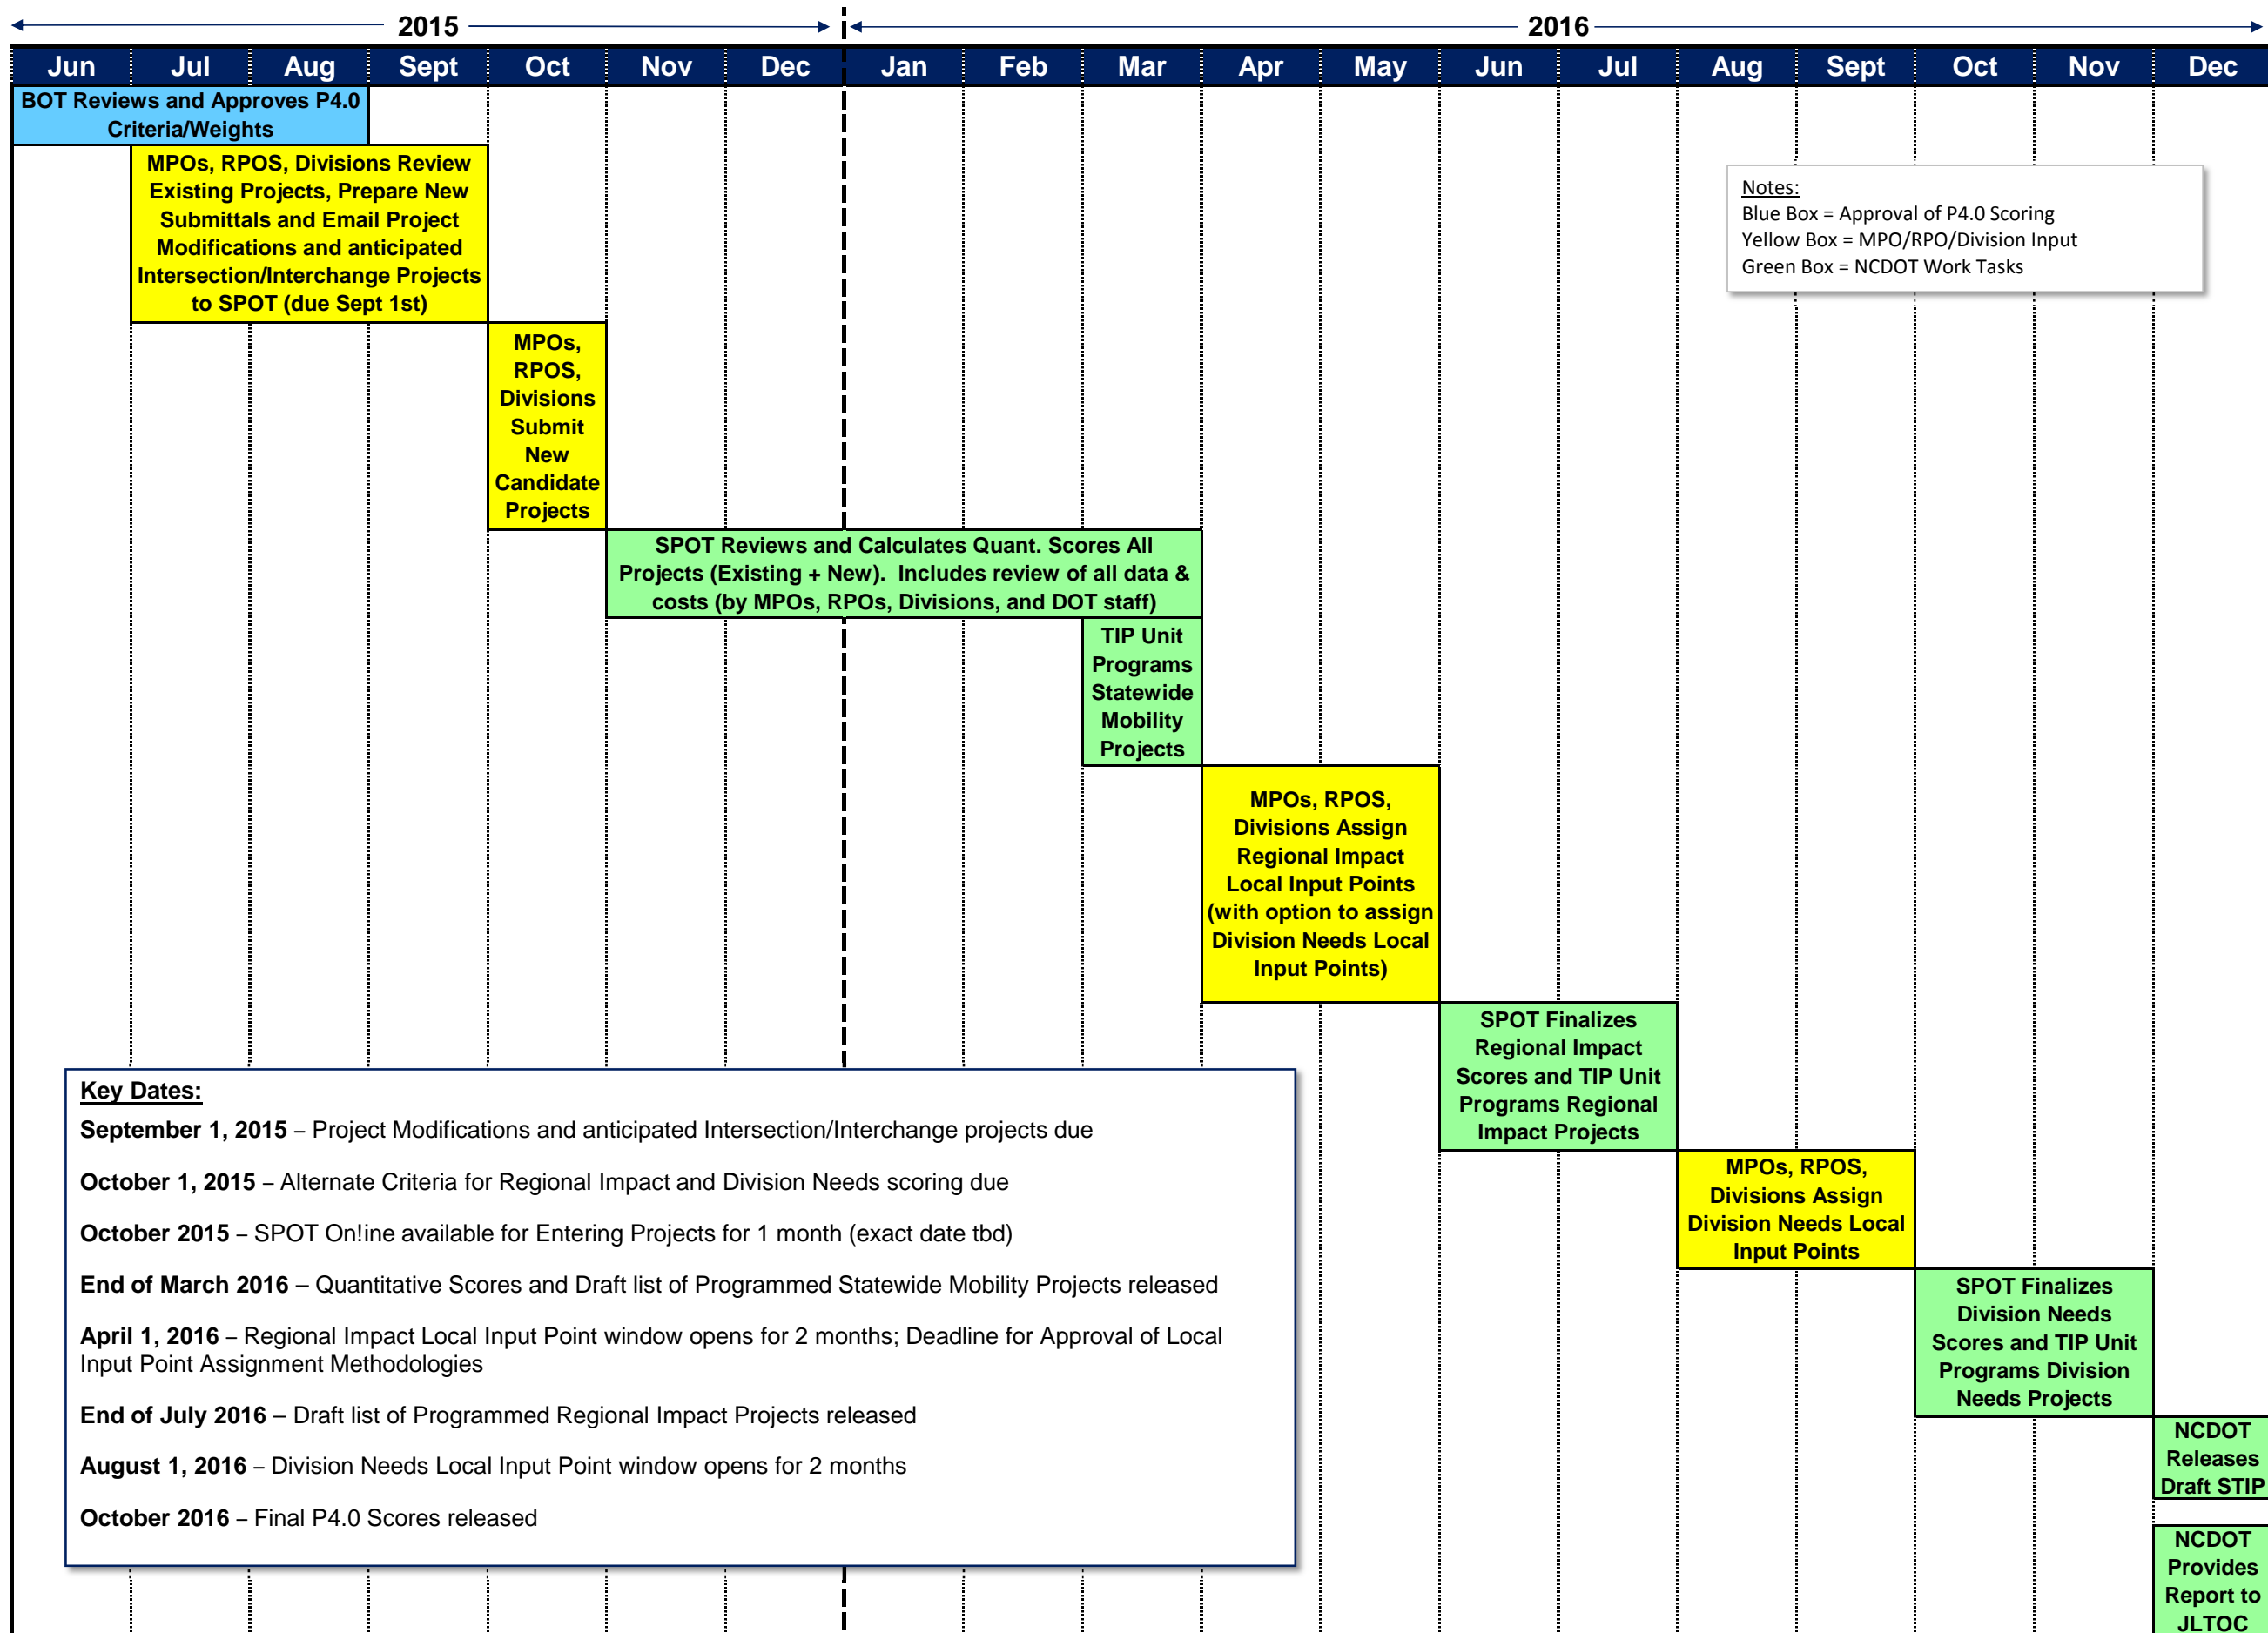 2015
2016
Jun Jul Aug Sept Oct Nov Dec Jan Feb Mar Apr May Jun Jul Aug Sept Oct Nov Dec
BOT Reviews and Approves P4.0
Criteria/Weights
MPOs, RPOS, Divisions Review
Existing Projects, Prepare New
Submittals and Email Project
Modifications and anticipated
Intersection/Interchange Projects
to SPOT (due Sept 1st)
Notes:
Blue Box = Approval of P4.0 Scoring
Yellow Box = MPO/RPO/Division Input
Green Box = NCDOT Work Tasks
MPOs,
RPOS,
Divisions
Submit
New
Candidate
Projects
SPOT Reviews and Calculates Quant. Scores All
Projects (Existing + New).  Includes review of all data &
costs (by MPOs, RPOs, Divisions, and DOT staff)
TIP Unit
Programs
Statewide
Mobility
Projects
MPOs, RPOS,
Divisions Assign
Regional Impact
Local Input Points
(with option to assign
Division Needs Local
Input Points)
SPOT Finalizes
Regional Impact
Scores and TIP Unit
Programs Regional
Impact Projects
MPOs, RPOS,
Divisions Assign
Division Needs Local
Input Points
SPOT Finalizes
Division Needs
Scores and TIP Unit
Programs Division
Needs Projects
NCDOT
Releases
Draft STIP
NCDOT
Provides
Report to
JLTOC
Key Dates:
September 1, 2015 – Project Modifications and anticipated Intersection/Interchange projects due
October 1, 2015 – Alternate Criteria for Regional Impact and Division Needs scoring due
October 2015 – SPOT On!ine available for Entering Projects for 1 month (exact date tbd)
End of March 2016 – Quantitative Scores and Draft list of Programmed Statewide Mobility Projects released
April 1, 2016 – Regional Impact Local Input Point window opens for 2 months; Deadline for Approval of Local
Input Point Assignment Methodologies
End of July 2016 – Draft list of Programmed Regional Impact Projects released
August 1, 2016 – Division Needs Local Input Point window opens for 2 months
October 2016 – Final P4.0 Scores released